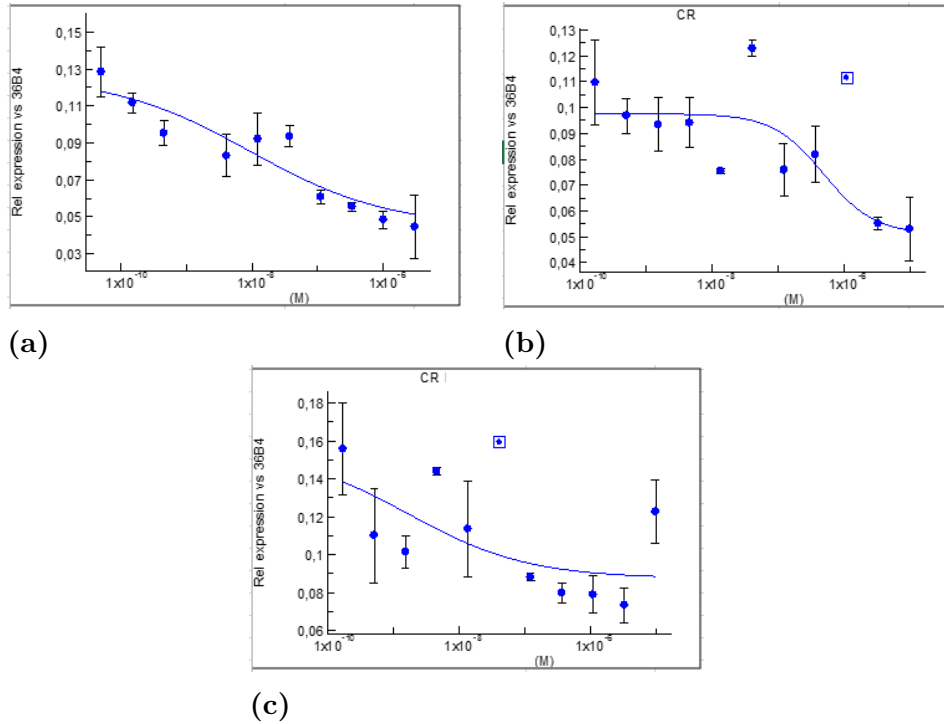 0,15
0,13
0,11
0,09
0,07
0,05
0,03
Rel expression vs 36B4
1x10⁻¹⁰
1x10⁻⁸
1x10⁻⁶
(M)
(a)
CR
0,13
0,12
0,11
0,1
0,09
0,08
0,07
0,06
0,05
0,04
Rel expression vs 36B4
1x10⁻¹⁰
1x10⁻⁸
1x10⁻⁶
(M)
(b)
CR
0,18
0,16
0,14
0,12
0,1
0,08
0,06
Rel expression vs 36B4
1x10⁻¹⁰
1x10⁻⁸
1x10⁻⁶
(M)
(c)